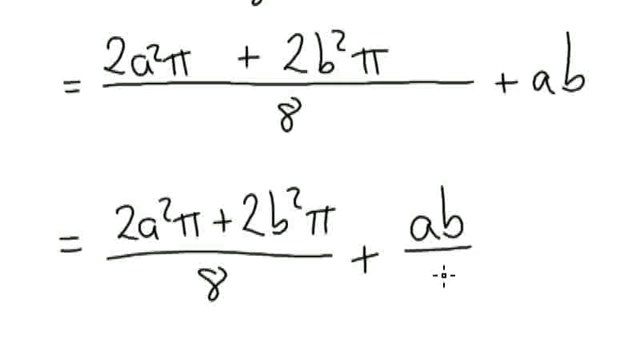 = (2a²π + 2b²π)/8 + ab
= (2a²π + 2b²π)/8 + ab/